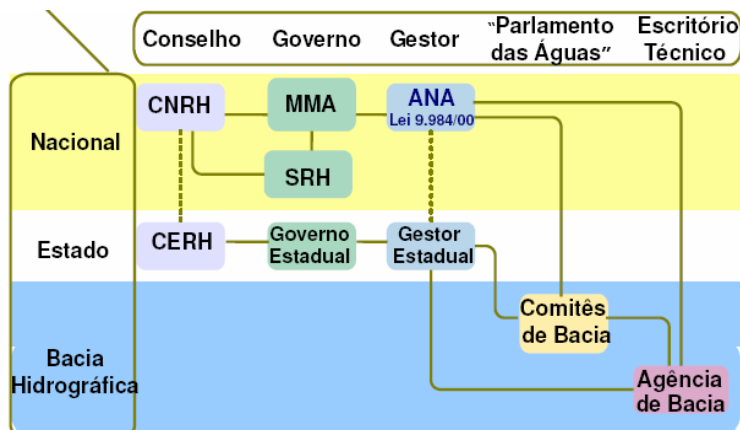 Conselho Governo Gestor “Parlamento das Águas” Escritório Técnico
Nacional
CNRH
MMA
ANA
Lei 9.984/00
SRH
Estado
CERH
Governo
Estadual
Gestor
Estadual
Bacia
Hidrográfica
Comitês
de Bacia
Agência
de Bacia